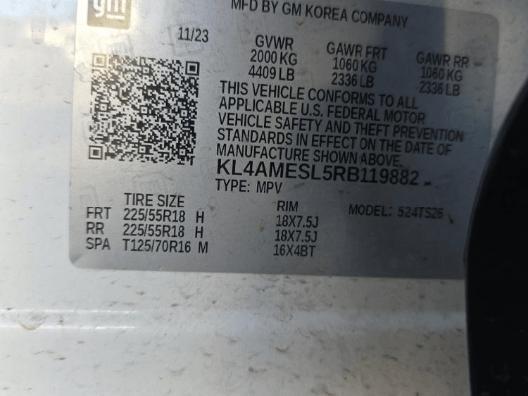 gm
MFD BY GM KOREA COMPANY
11/23 GVWR GAWR FRT GAWR RR
2000 KG 1060 KG 1060 KG
4409 LB 2336 LB 2336 LB
THIS VEHICLE CONFORMS TO ALL
APPLICABLE U.S. FEDERAL MOTOR
VEHICLE SAFETY AND THEFT PREVENTION
STANDARDS IN EFFECT ON THE DATE OF
MANUFACTURE SHOWN ABOVE.
KL4AMESL5RB119882
TYPE: MPV
TIRE SIZE RIM MODEL: 524TS26
FRT 225/55R18 H 18X7.5J
RR 225/55R18 H 18X7.5J
SPA T125/70R16 M 16X4BT